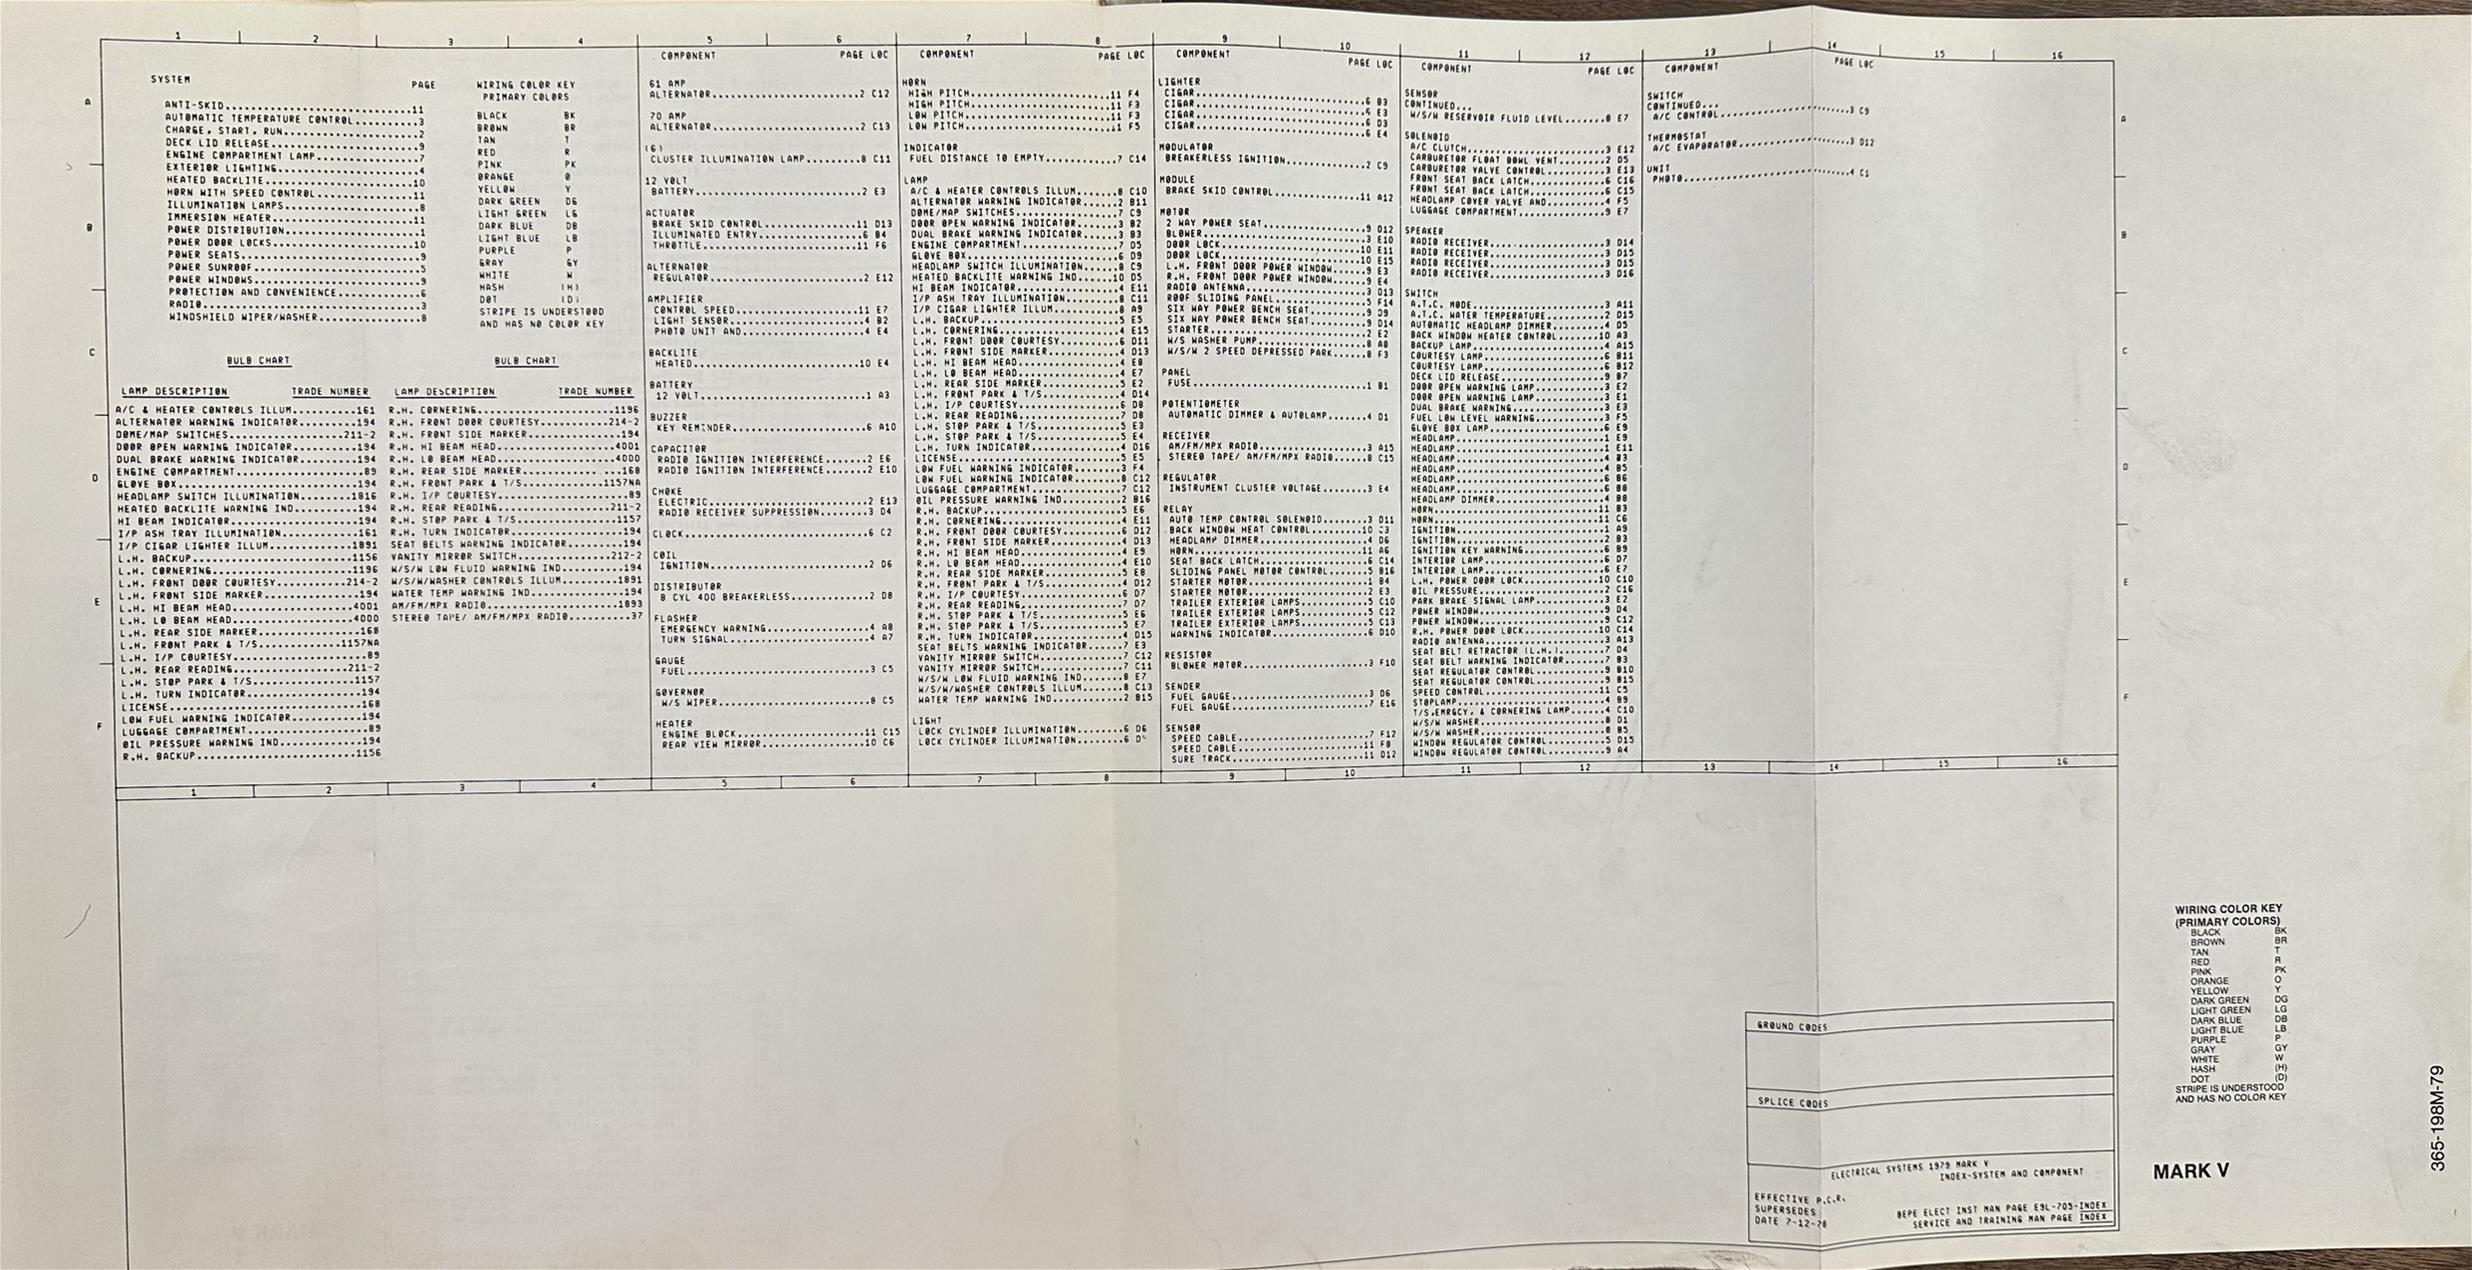 1 2 3 4 5 6 7 8 9 10 11 12 13 14 15 16
SYSTEM PAGE
ANTI-SKID 11
AUTOMATIC TEMPERATURE CONTROL 3
CHARGE, START, RUN 2
DECK LID RELEASE 9
ENGINE COMPARTMENT LAMP 7
EXTERIOR LIGHTING 4
HEATED BACKLITE 10
HORN WITH SPEED CONTROL 11
ILLUMINATION LAMPS 8
IMMERSION HEATER 11
POWER DISTRIBUTION 1
POWER DOOR LOCKS 10
POWER SEATS 9
POWER SUNROOF 5
POWER WINDOWS 9
PROTECTION AND CONVENIENCE 6
RADIO 3
WINDSHIELD WIPER/WASHER 8
WIRING COLOR KEY
PRIMARY COLORS
BLACK BK
BROWN BR
TAN T
RED R
PINK PK
ORANGE O
YELLOW Y
DARK GREEN DG
LIGHT GREEN LG
DARK BLUE DB
LIGHT BLUE LB
PURPLE P
GRAY GY
WHITE W
HASH (H)
DOT (D)
STRIPE IS UNDERSTOOD
AND HAS NO COLOR KEY
BULB CHART
LAMP DESCRIPTION TRADE NUMBER
A/C & HEATER CONTROLS ILLUM 161
ALTERNATOR WARNING INDICATOR 194
DOME/MAP SWITCHES 211-2
DOOR OPEN WARNING INDICATOR 194
DUAL BRAKE WARNING INDICATOR 194
ENGINE COMPARTMENT 89
GLOVE BOX 194
HEADLAMP SWITCH ILLUMINATION 1816
HEATED BACKLITE WARNING IND 194
HI BEAM INDICATOR 194
I/P ASH TRAY ILLUMINATION 161
I/P CIGAR LIGHTER ILLUM 1891
L.H. BACKUP 1156
L.H. CORNERING 1196
L.H. FRONT DOOR COURTESY 214-2
L.H. FRONT SIDE MARKER 194
L.H. HI BEAM HEAD 4001
L.H. LO BEAM HEAD 4000
L.H. REAR SIDE MARKER 168
L.H. FRONT PARK & T/S 1157NA
L.H. I/P COURTESY 89
L.H. REAR READING 211-2
L.H. STOP PARK & T/S 1157
L.H. TURN INDICATOR 194
LICENSE 168
LOW FUEL WARNING INDICATOR 194
LUGGAGE COMPARTMENT 89
OIL PRESSURE WARNING IND 194
R.H. BACKUP 1156
BULB CHART
LAMP DESCRIPTION TRADE NUMBER
R.H. CORNERING 1196
R.H. FRONT DOOR COURTESY 214-2
R.H. FRONT SIDE MARKER 194
R.H. HI BEAM HEAD 4001
R.H. LO BEAM HEAD 4000
R.H. REAR SIDE MARKER 168
R.H. FRONT PARK & T/S 1157NA
R.H. I/P COURTESY 89
R.H. REAR READING 211-2
R.H. STOP PARK & T/S 1157
R.H. TURN INDICATOR 194
SEAT BELTS WARNING INDICATOR 194
VANITY MIRROR SWITCH 212-2
W/S/W LOW FLUID WARNING IND 194
W/S/W/WASHER CONTROLS ILLUM 1891
WATER TEMP WARNING IND 194
AM/FM/MPX RADIO 1893
STEREO TAPE/ AM/FM/MPX RADIO 37
COMPONENT PAGE LOC
61 AMP
ALTERNATOR 2 C12
70 AMP
ALTERNATOR 2 C13
(6)
CLUSTER ILLUMINATION LAMP 8 C11
12 VOLT
BATTERY 2 E3
ACTUATOR
BRAKE SKID CONTROL 11 D13
ILLUMINATED ENTRY 6 B4
THROTTLE 11 F6
ALTERNATOR
REGULATOR 2 E12
AMPLIFIER
CONTROL SPEED 11 E7
LIGHT SENSOR 4 B2
PHOTO UNIT AND 4 E4
BACKLITE
HEATED 10 E4
BATTERY
12 VOLT 1 A3
BUZZER
KEY REMINDER 6 A10
CAPACITOR
RADIO IGNITION INTERFERENCE 2 E6
RADIO IGNITION INTERFERENCE 2 E10
CHOKE
ELECTRIC 2 E13
RADIO RECEIVER SUPPRESSION 3 D4
CLOCK 6 C2
COIL
IGNITION 2 D6
DISTRIBUTOR
8 CYL 400 BREAKERLESS 2 D8
FLASHER
EMERGENCY WARNING 4 A8
TURN SIGNAL 4 A7
GAUGE
FUEL 3 C5
GOVERNOR
W/S WIPER 8 C5
HEATER
ENGINE BLOCK 11 C15
REAR VIEW MIRROR 10 C6
COMPONENT PAGE LOC
HORN
HIGH PITCH 11 F4
HIGH PITCH 11 F3
LOW PITCH 11 F3
LOW PITCH 11 F5
INDICATOR
FUEL DISTANCE TO EMPTY 7 C14
LAMP
A/C & HEATER CONTROLS ILLUM 8 C10
ALTERNATOR WARNING INDICATOR 2 B11
DOME/MAP SWITCHES 7 C9
DOOR OPEN WARNING INDICATOR 3 B2
DUAL BRAKE WARNING INDICATOR 3 B3
ENGINE COMPARTMENT 7 D5
GLOVE BOX 6 D9
HEADLAMP SWITCH ILLUMINATION 8 C9
HEATED BACKLITE WARNING IND 10 D5
HI BEAM INDICATOR 4 E11
I/P ASH TRAY ILLUMINATION 8 C11
I/P CIGAR LIGHTER ILLUM 8 A9
L.H. BACKUP 5 E5
L.H. CORNERING 4 E15
L.H. FRONT DOOR COURTESY 6 D11
L.H. FRONT SIDE MARKER 4 D13
L.H. HI BEAM HEAD 4 E8
L.H. LO BEAM HEAD 4 E7
L.H. REAR SIDE MARKER 5 E2
L.H. FRONT PARK & T/S 4 D14
L.H. I/P COURTESY 6 D8
L.H. REAR READING 7 D8
L.H. STOP PARK & T/S 5 E3
L.H. STOP PARK & T/S 5 E4
L.H. TURN INDICATOR 4 D16
LICENSE 5 E5
LOW FUEL WARNING INDICATOR 3 F4
LOW FUEL WARNING INDICATOR 8 C12
LUGGAGE COMPARTMENT 7 C12
OIL PRESSURE WARNING IND 2 B16
R.H. BACKUP 5 E6
R.H. CORNERING 4 E11
R.H. FRONT DOOR COURTESY 6 D12
R.H. FRONT SIDE MARKER 4 D13
R.H. HI BEAM HEAD 4 E9
R.H. LO BEAM HEAD 4 E10
R.H. REAR SIDE MARKER 5 E8
R.H. FRONT PARK & T/S 4 D12
R.H. I/P COURTESY 6 D7
R.H. REAR READING 7 D7
R.H. STOP PARK & T/S 5 E6
R.H. STOP PARK & T/S 5 E7
R.H. TURN INDICATOR 4 D15
SEAT BELTS WARNING INDICATOR 7 E3
VANITY MIRROR SWITCH 7 C12
VANITY MIRROR SWITCH 7 C11
W/S/W LOW FLUID WARNING IND 8 E7
W/S/W/WASHER CONTROLS ILLUM 8 C13
WATER TEMP WARNING IND 2 B15
LIGHT
LOCK CYLINDER ILLUMINATION 6 D6
LOCK CYLINDER ILLUMINATION 6
COMPONENT PAGE LOC
LIGHTER
CIGAR 6 B3
CIGAR 6 E3
CIGAR 6 D3
CIGAR 6 E4
MODULATOR
BREAKERLESS IGNITION 2 C9
MODULE
BRAKE SKID CONTROL 11 A12
MOTOR
2 WAY POWER SEAT 9 D12
BLOWER 3 E10
DOOR LOCK 10 E11
DOOR LOCK 10 E15
L.H. FRONT DOOR POWER WINDOW 9 E3
R.H. FRONT DOOR POWER WINDOW 9 E4
RADIO ANTENNA 3 D13
ROOF SLIDING PANEL 5 F14
SIX WAY POWER BENCH SEAT 9 D9
SIX WAY POWER BENCH SEAT 9 D14
STARTER 2 E2
W/S WASHER PUMP 8 A8
W/S/W 2 SPEED DEPRESSED PARK 8 F3
PANEL
FUSE 1 B1
POTENTIOMETER
AUTOMATIC DIMMER & AUTOLAMP 4 D1
RECEIVER
AM/FM/MPX RADIO 3 A15
STEREO TAPE/ AM/FM/MPX RADIO 8 C15
REGULATOR
INSTRUMENT CLUSTER VOLTAGE 3 E4
RELAY
AUTO TEMP CONTROL SOLENOID 3 D11
BACK WINDOW HEAT CONTROL 10 C3
HEADLAMP DIMMER 4 D6
HORN 11 A6
SEAT BACK LATCH 6 C14
SLIDING PANEL MOTOR CONTROL 5 B16
STARTER MOTOR 1 B4
STARTER MOTOR 2 E3
TRAILER EXTERIOR LAMPS 5 C10
TRAILER EXTERIOR LAMPS 5 C12
TRAILER EXTERIOR LAMPS 5 C13
WARNING INDICATOR 6 D10
RESISTOR
BLOWER MOTOR 3 F10
SENDER
FUEL GAUGE 3 D6
FUEL GAUGE 7 E16
SENSOR
SPEED CABLE 7 F12
SPEED CABLE 11 F8
SURE TRACK 11 D12
COMPONENT PAGE LOC
SENSOR
CONTINUED...
W/S/W RESERVOIR FLUID LEVEL 8 E7
SOLENOID
A/C CLUTCH 3 E12
CARBURETOR FLOAT BOWL VENT 2 D5
CARBURETOR VALVE CONTROL 3 E13
FRONT SEAT BACK LATCH 6 C16
FRONT SEAT BACK LATCH 6 C15
HEADLAMP COVER VALVE AND 4 F5
LUGGAGE COMPARTMENT 9 E7
SPEAKER
RADIO RECEIVER 3 D14
RADIO RECEIVER 3 D15
RADIO RECEIVER 3 D15
RADIO RECEIVER 3 D16
SWITCH
A.T.C. MODE 3 A11
A.T.C. WATER TEMPERATURE 2 D15
AUTOMATIC HEADLAMP DIMMER 4 D5
BACK WINDOW HEATER CONTROL 10 A3
BACKUP LAMP 4 A15
COURTESY LAMP 6 B11
COURTESY LAMP 6 B12
DECK LID RELEASE 9 B7
DOOR OPEN WARNING LAMP 3 E2
DOOR OPEN WARNING LAMP 3 E1
DUAL BRAKE WARNING 3 E3
FUEL LOW LEVEL WARNING 3 F5
GLOVE BOX LAMP 6 E9
HEADLAMP 1 E9
HEADLAMP 1 E11
HEADLAMP 4 B3
HEADLAMP 4 B5
HEADLAMP 6 B6
HEADLAMP 6 B8
HEADLAMP DIMMER 4 B8
HORN 11 B3
HORN 11 C6
IGNITION 1 A9
IGNITION 2 B3
IGNITION KEY WARNING 6 B9
INTERIOR LAMP 6 D7
INTERIOR LAMP 6 E7
L.H. POWER DOOR LOCK 10 C10
OIL PRESSURE 2 C16
PARK BRAKE SIGNAL LAMP 3 E2
POWER WINDOW 9 D4
POWER WINDOW 9 C12
R.H. POWER DOOR LOCK 10 C14
RADIO ANTENNA 3 A13
SEAT BELT RETRACTOR (L.H.) 7 D4
SEAT BELT WARNING INDICATOR 7 B3
SEAT REGULATOR CONTROL 9 B10
SEAT REGULATOR CONTROL 9 B15
SPEED CONTROL 11 C5
STOPLAMP 4 B9
T/S,EMRGCY, & CORNERING LAMP 4 C10
W/S/W WASHER 8 D1
W/S/W WASHER 8 B5
WINDOW REGULATOR CONTROL 5 D15
WINDOW REGULATOR CONTROL 9 A4
COMPONENT PAGE LOC
SWITCH
CONTINUED...
A/C CONTROL 3 C9
THERMOSTAT
A/C EVAPORATOR 3 D12
UNIT
PHOTO 4 C1
A
B
C
D
E
F
A
B
C
D
E
F
1 2 3 4 5 6 7 8 9 10 11 12 13 14 15 16
GROUND CODES
SPLICE CODES
ELECTRICAL SYSTEMS 1979 MARK V
INDEX-SYSTEM AND COMPONENT
EFFECTIVE P.C.R.
SUPERSEDES
DATE 7-12-78
BEPE ELECT INST MAN PAGE E9L-705-INDEX
SERVICE AND TRAINING MAN PAGE INDEX
WIRING COLOR KEY
(PRIMARY COLORS)
BLACK BK
BROWN BR
TAN T
RED R
PINK PK
ORANGE O
YELLOW Y
DARK GREEN DG
LIGHT GREEN LG
DARK BLUE DB
LIGHT BLUE LB
PURPLE P
GRAY GY
WHITE W
HASH (H)
DOT (D)
STRIPE IS UNDERSTOOD
AND HAS NO COLOR KEY
MARK V
365-198M-79